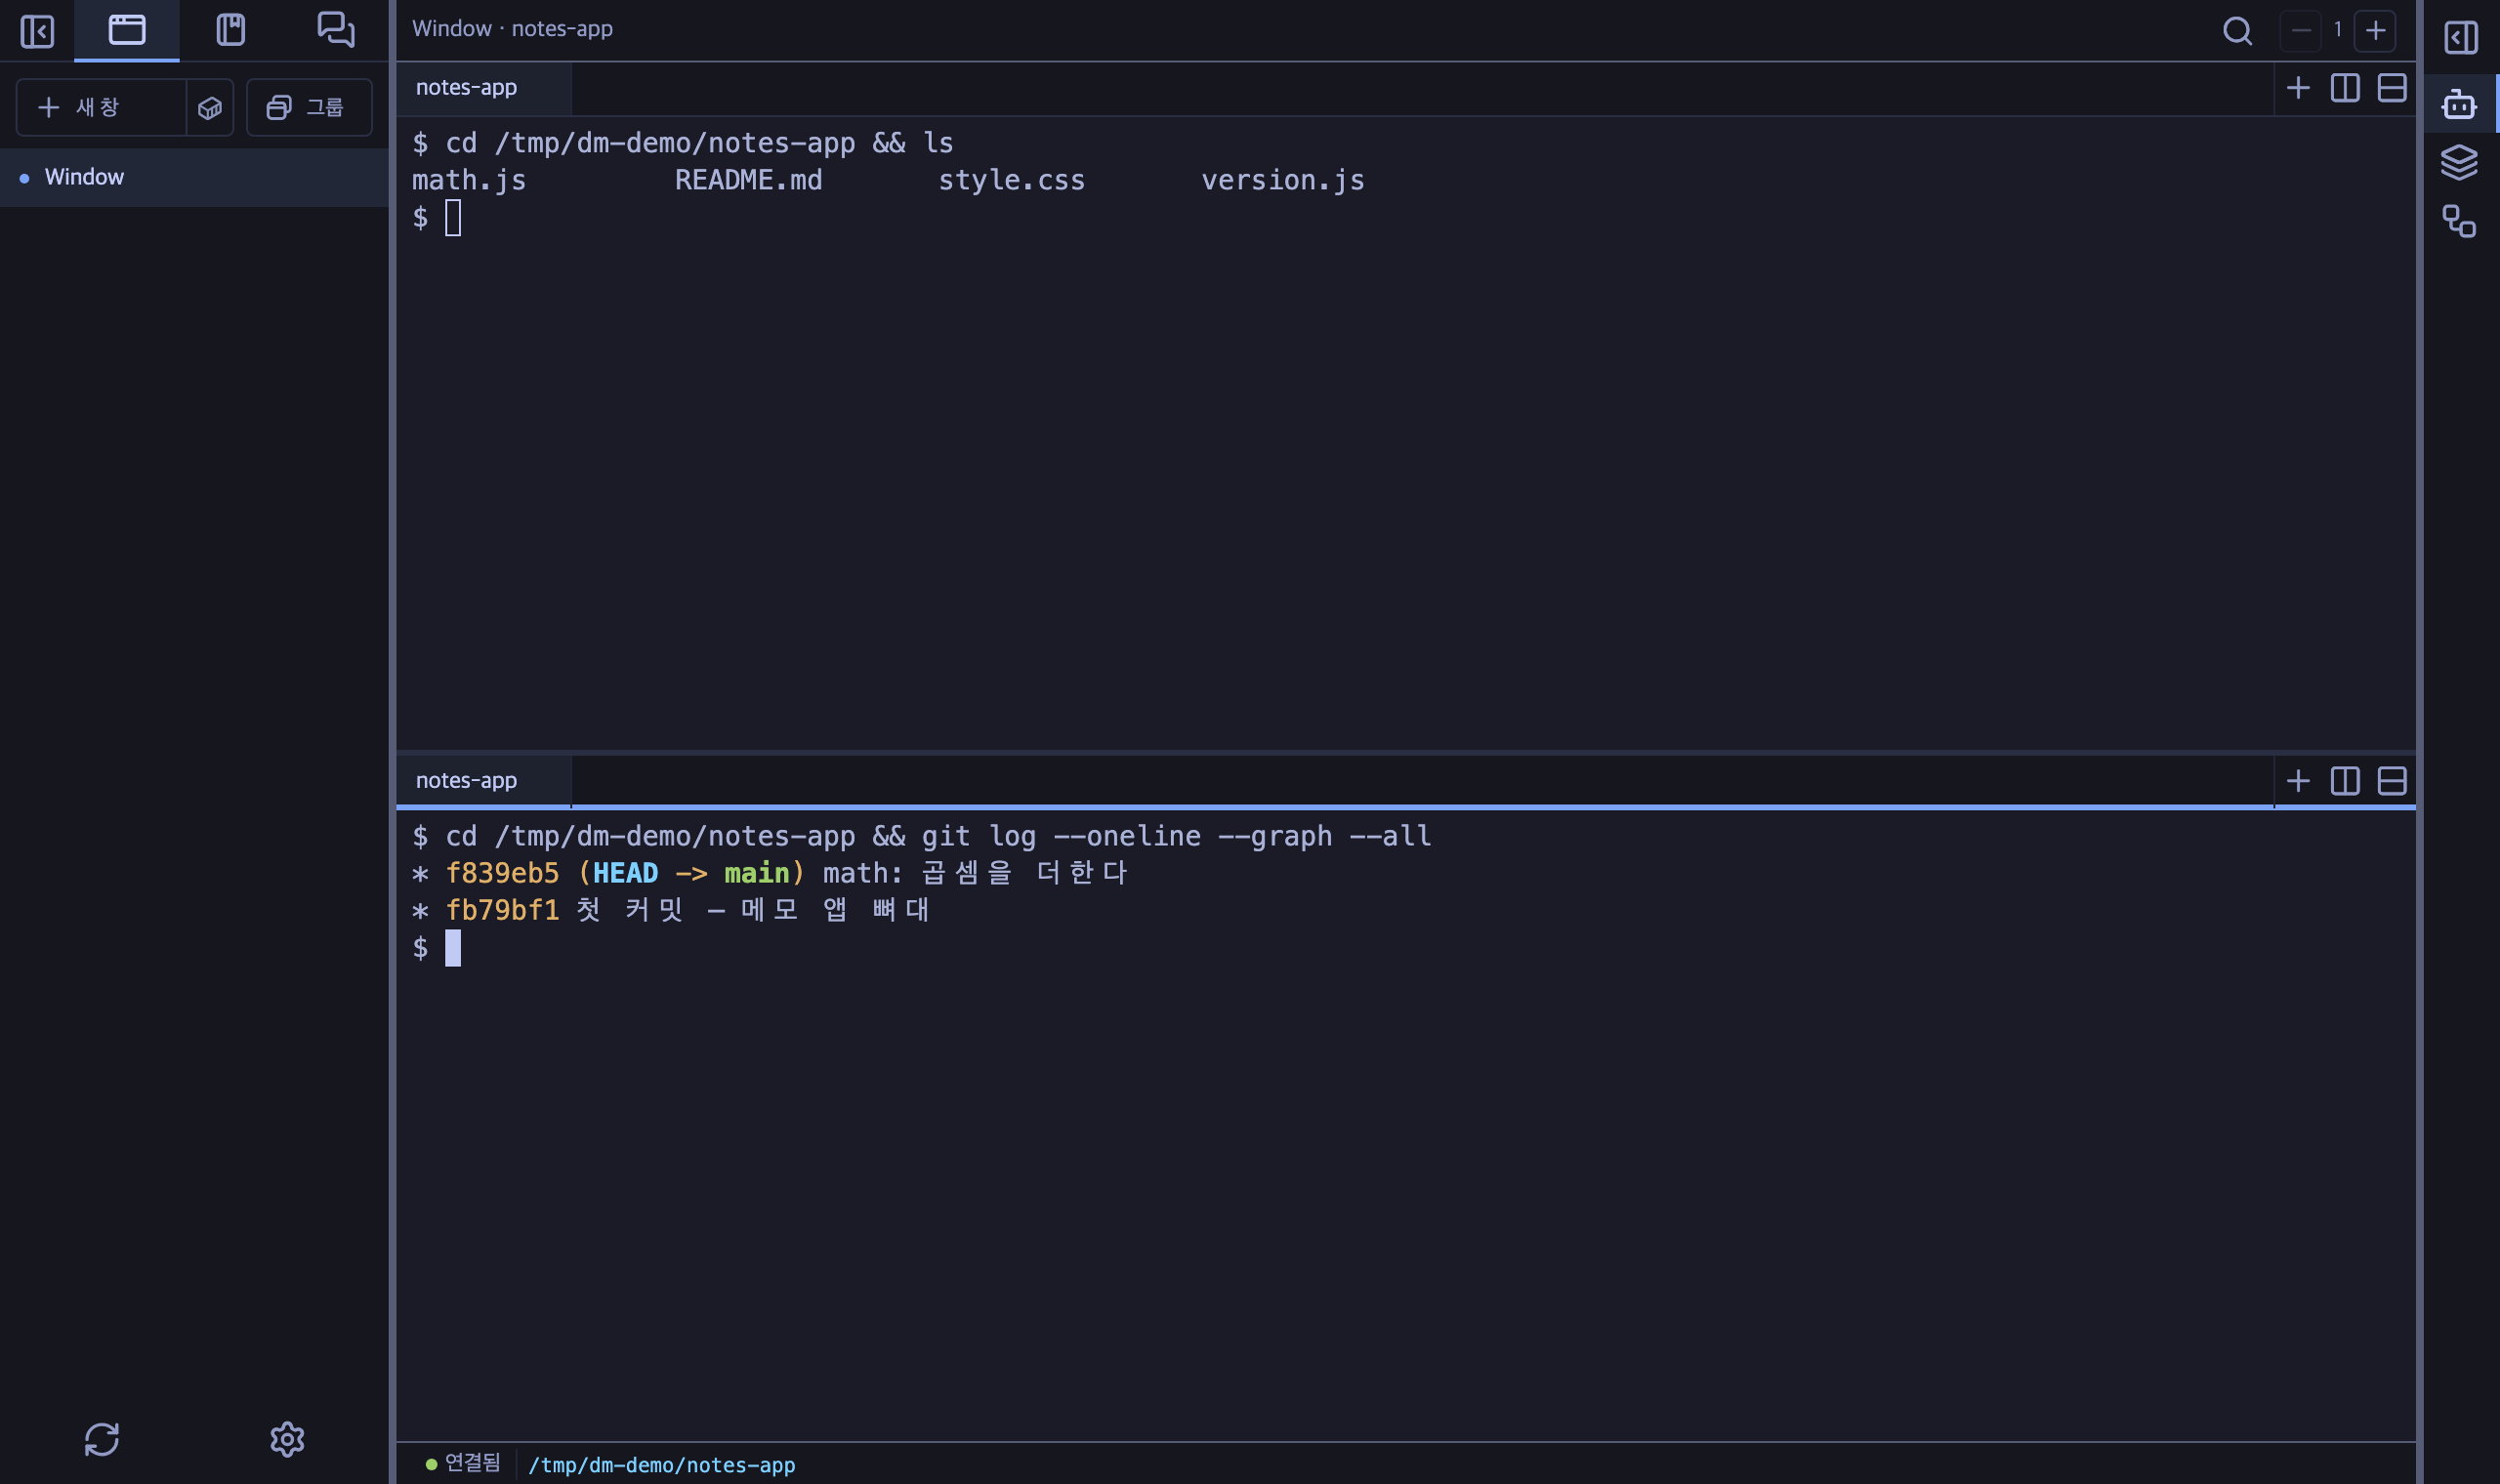 Window · notes-app
1
새 창
그룹
Window
notes-app
$ cd /tmp/dm-demo/notes-app && ls
math.js README.md style.css version.js
$
notes-app
$ cd /tmp/dm-demo/notes-app && git log --oneline --graph --all
* f839eb5 (HEAD -> main) math: 곱셈을 더한다
* fb79bf1 첫 커밋 — 메모 앱 뼈대
$
연결됨
/tmp/dm-demo/notes-app